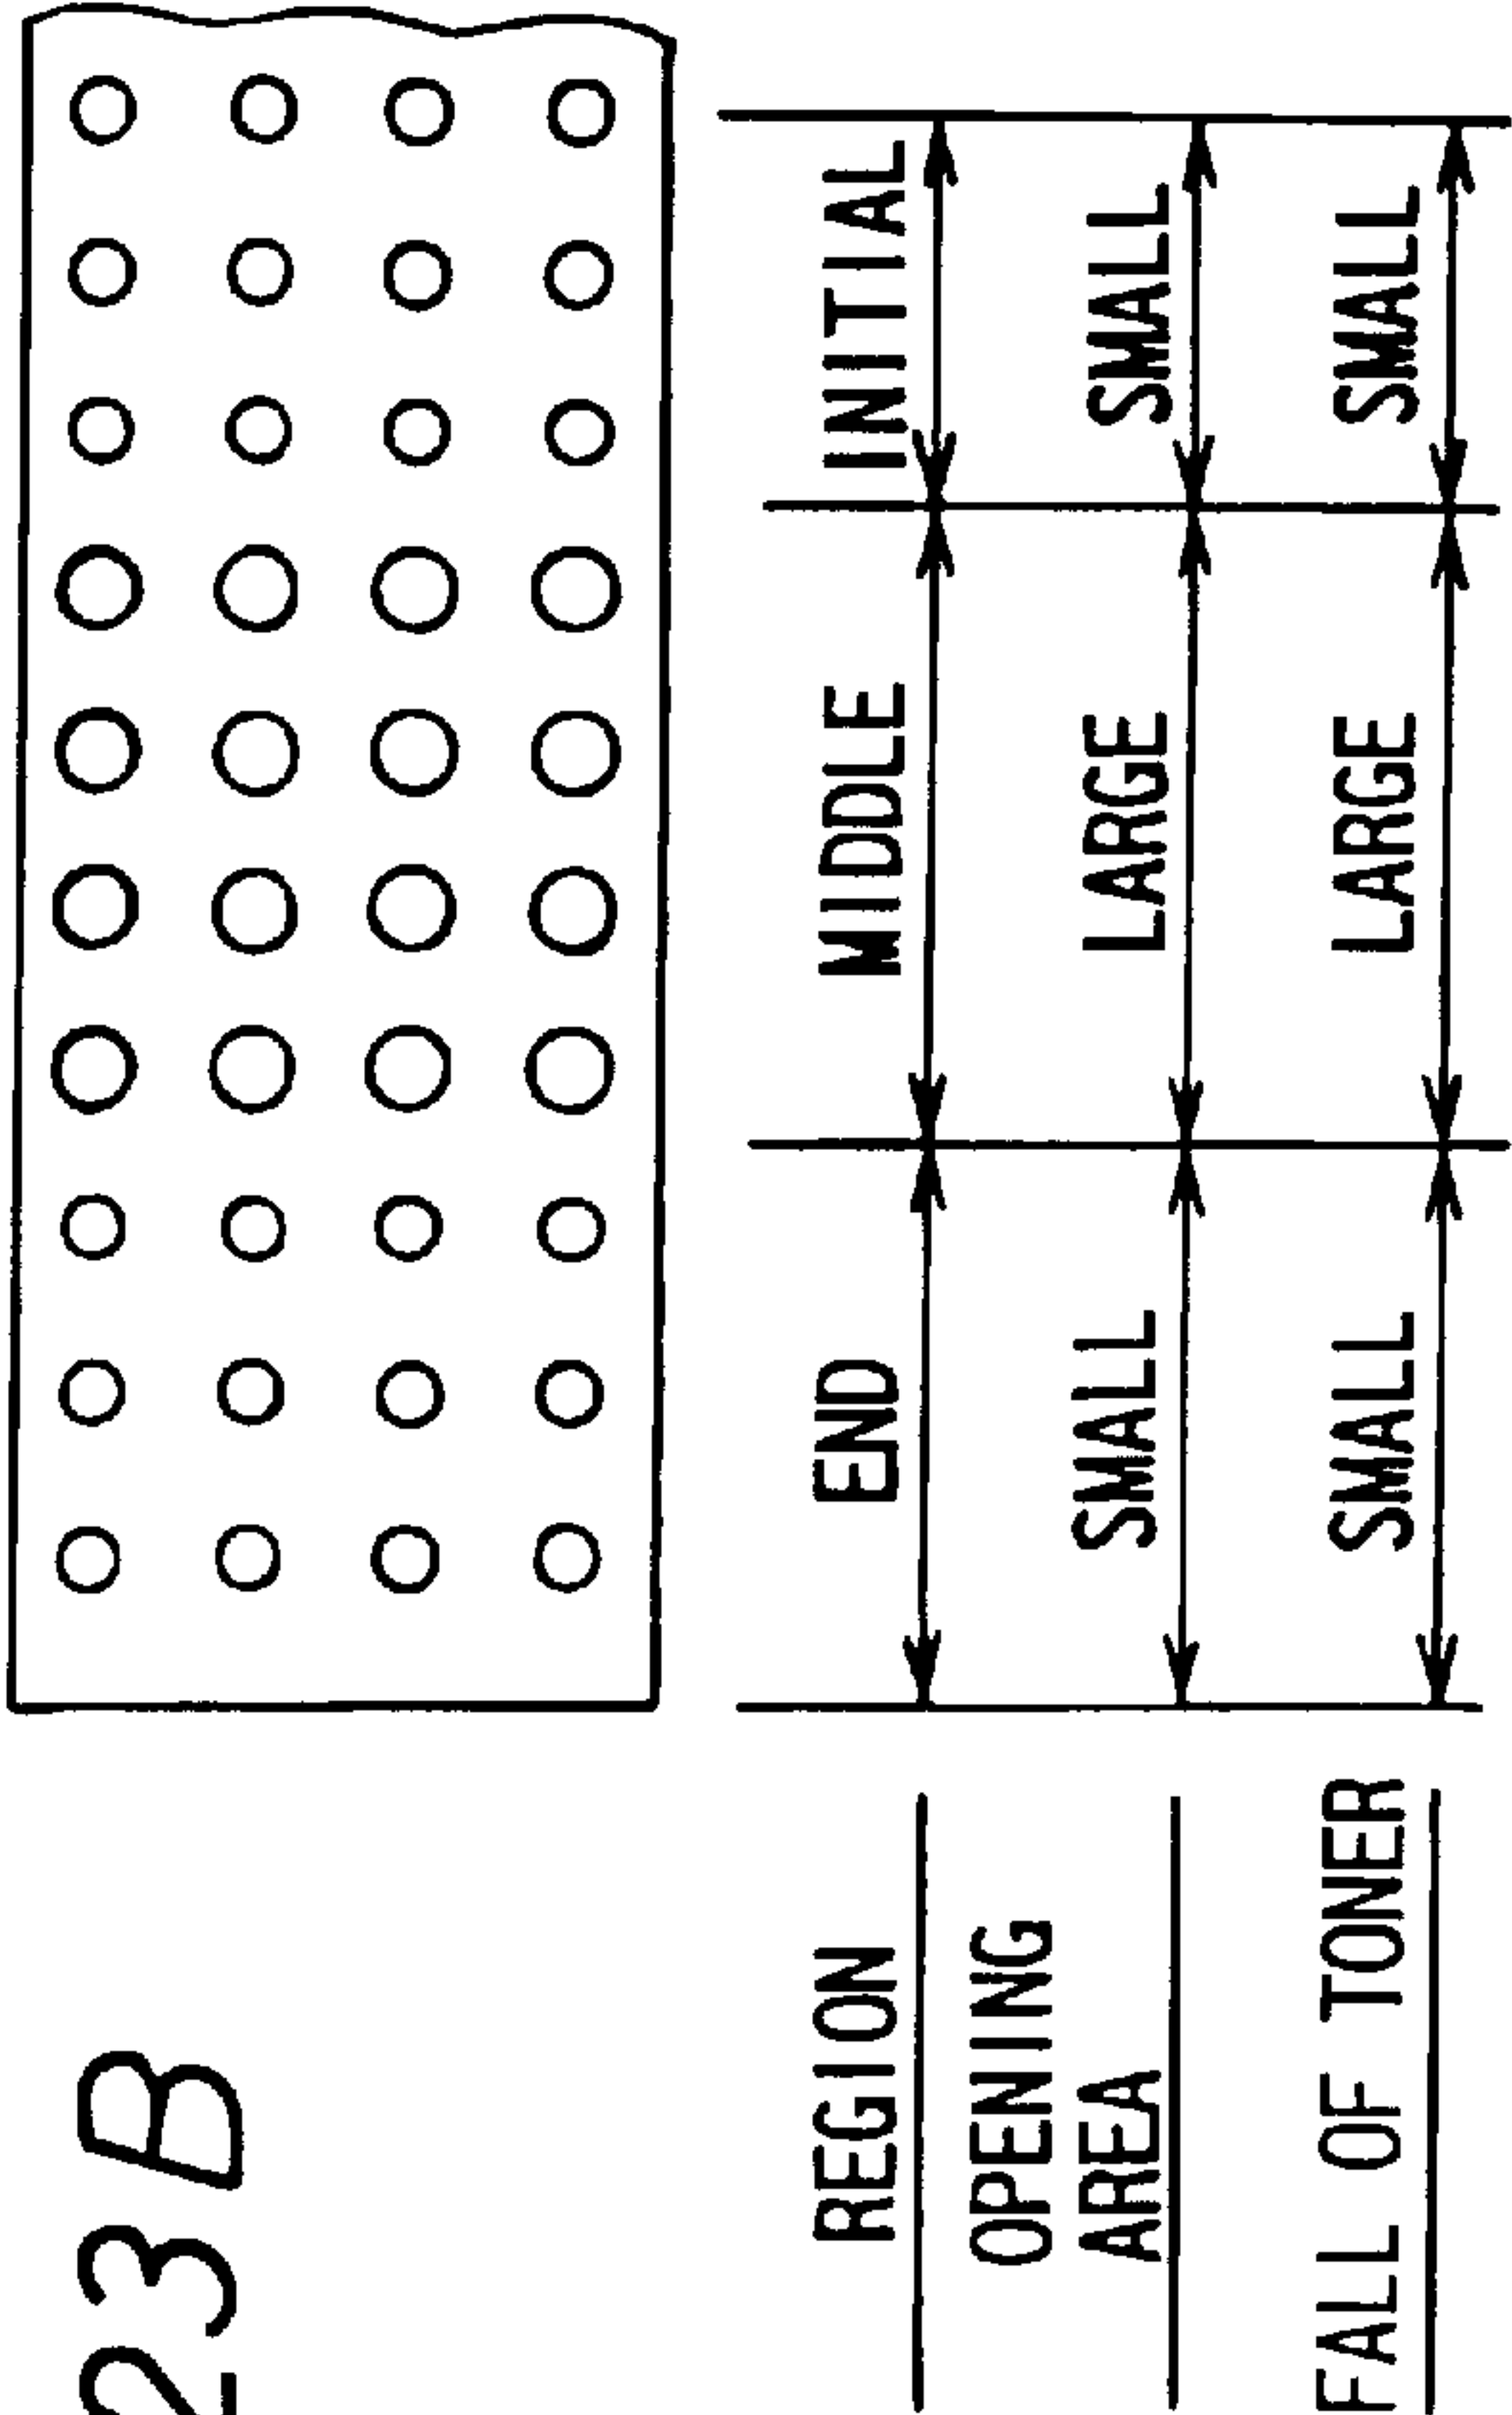 23B
REGION END MIDDLE INITIAL
OPENING
AREA SMALL LARGE SMALL
FALL OF TONER SMALL LARGE SMALL